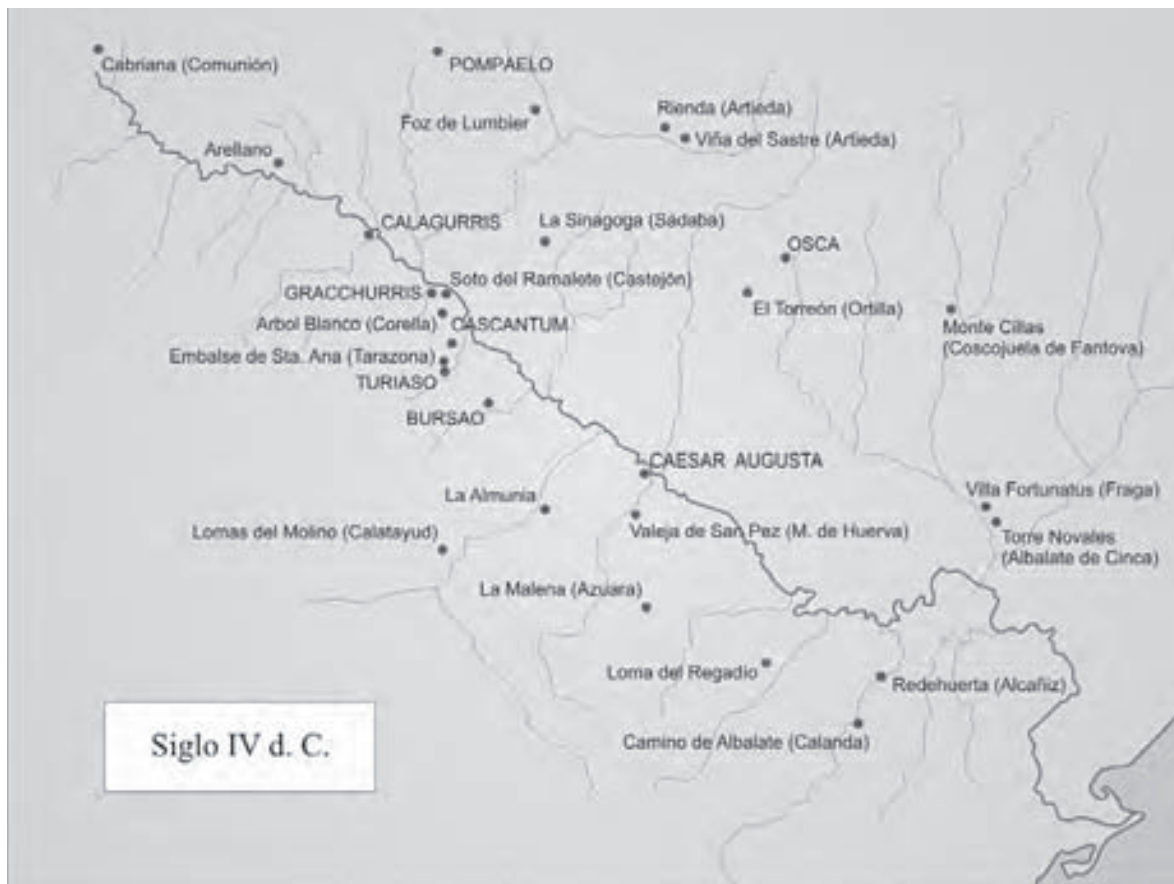 Cabriana (Comunión)
POMPAELO
Foz de Lumbier
Rienda (Artieda)
Viña del Sastre (Artieda)
Arellano
CALAGURRIS
La Sinagoga (Sádaba)
OSCA
GRACCHURRIS
Soto del Ramalete (Castejón)
El Torreón (Ortilla)
Arbol Blanco (Corella)
CASCANTUM
Monte Cillas
(Coscojuela de Fantova)
Embalse de Sta. Ana (Tarazona)
TURIASO
BURSAO
CAESAR AUGUSTA
La Almunia
Villa Fortunatus (Fraga)
Lomas del Molino (Calatayud)
Valeja de San Pez (M. de Huerva)
Torre Novales
(Albalate de Cinca)
La Malena (Azuara)
Loma del Regadío
Redehuerta (Alcañiz)
Camino de Albalate (Calanda)
Siglo IV d. C.